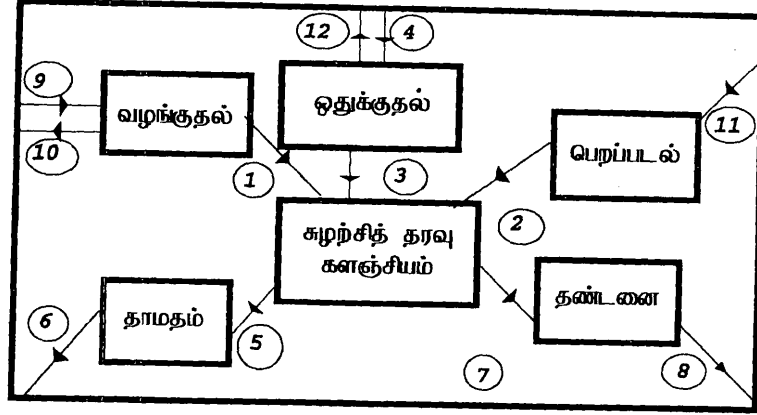 12
4
9
வழங்குதல்
ஒதுக்குதல்
11
10
பெறப்படல்
1
3
சுழற்சித் தரவு
களஞ்சியம்
2
தாமதம்
தண்டனை
6
5
7
8